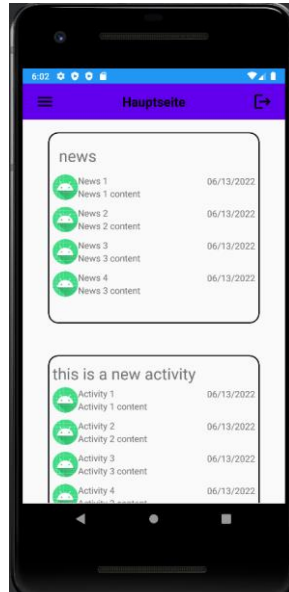 6:02
Hauptseite
news
News 1 06/13/2022
News 1 content
News 2 06/13/2022
News 2 content
News 3 06/13/2022
News 3 content
News 4 06/13/2022
News 3 content
this is a new activity
Activity 1 06/13/2022
Activity 1 content
Activity 2 06/13/2022
Activity 2 content
Activity 3 06/13/2022
Activity 3 content
Activity 4 06/13/2022